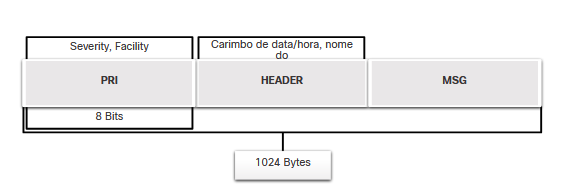 Severity, Facility
Carimbo de data/hora, nome
do
PRI
HEADER
MSG
8 Bits
1024 Bytes